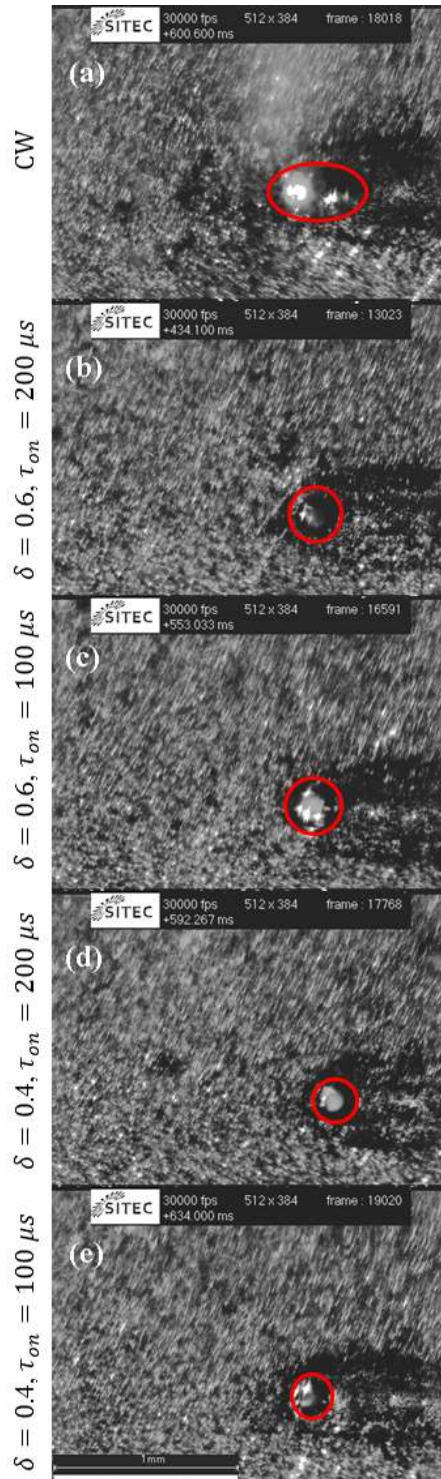 CW
SITEC
30000 fps 512 x 384 frame : 18018
+600.600 ms
(a)
δ = 0.6, τ_on = 200 μs
SITEC
30000 fps 512 x 384 frame : 13023
+434.100 ms
(b)
δ = 0.6, τ_on = 100 μs
SITEC
30000 fps 512 x 384 frame : 16591
+553.033 ms
(c)
δ = 0.4, τ_on = 200 μs
SITEC
30000 fps 512 x 384 frame : 17768
+592.267 ms
(d)
δ = 0.4, τ_on = 100 μs
SITEC
30000 fps 512 x 384 frame : 19020
+634.000 ms
(e)
1mm